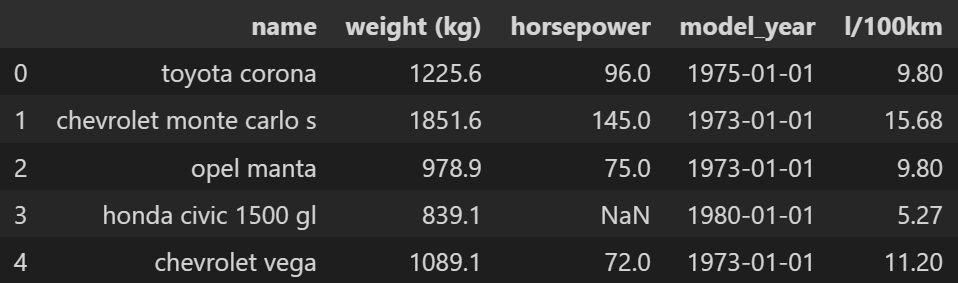 name weight (kg) horsepower model_year l/100km
0 toyota corona 1225.6 96.0 1975-01-01 9.80
1 chevrolet monte carlo s 1851.6 145.0 1973-01-01 15.68
2 opel manta 978.9 75.0 1973-01-01 9.80
3 honda civic 1500 gl 839.1 NaN 1980-01-01 5.27
4 chevrolet vega 1089.1 72.0 1973-01-01 11.20